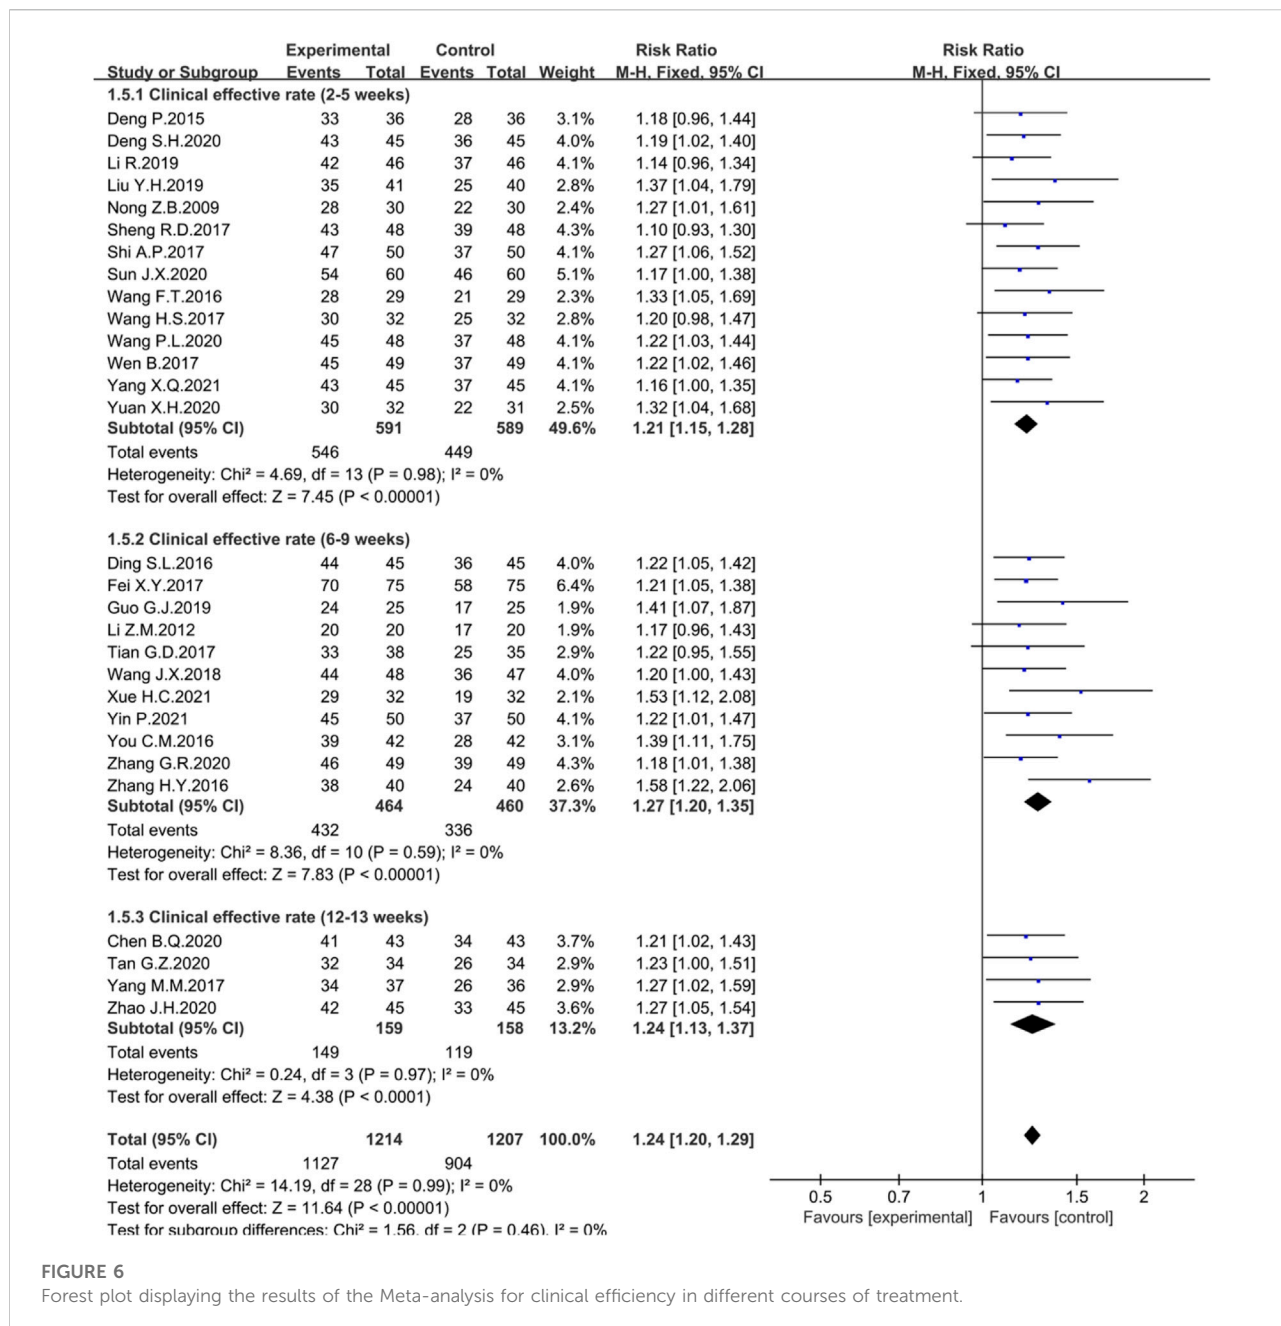 Experimental Control Risk Ratio Risk Ratio
Study or Subgroup Events Total Events Total Weight M-H, Fixed, 95% CI M-H, Fixed, 95% CI
1.5.1 Clinical effective rate (2-5 weeks)
Deng P.2015 33 36 28 36 3.1% 1.18 [0.96, 1.44]
Deng S.H.2020 43 45 36 45 4.0% 1.19 [1.02, 1.40]
Li R.2019 42 46 37 46 4.1% 1.14 [0.96, 1.34]
Liu Y.H.2019 35 41 25 40 2.8% 1.37 [1.04, 1.79]
Nong Z.B.2009 28 30 22 30 2.4% 1.27 [1.01, 1.61]
Sheng R.D.2017 43 48 39 48 4.3% 1.10 [0.93, 1.30]
Shi A.P.2017 47 50 37 50 4.1% 1.27 [1.06, 1.52]
Sun J.X.2020 54 60 46 60 5.1% 1.17 [1.00, 1.38]
Wang F.T.2016 28 29 21 29 2.3% 1.33 [1.05, 1.69]
Wang H.S.2017 30 32 25 32 2.8% 1.20 [0.98, 1.47]
Wang P.L.2020 45 48 37 48 4.1% 1.22 [1.03, 1.44]
Wen B.2017 45 49 37 49 4.1% 1.22 [1.02, 1.46]
Yang X.Q.2021 43 45 37 45 4.1% 1.16 [1.00, 1.35]
Yuan X.H.2020 30 32 22 31 2.5% 1.32 [1.04, 1.68]
Subtotal (95% CI) 591 589 49.6% 1.21 [1.15, 1.28]
Total events 546 449
Heterogeneity: Chi² = 4.69, df = 13 (P = 0.98); I² = 0%
Test for overall effect: Z = 7.45 (P < 0.00001)
1.5.2 Clinical effective rate (6-9 weeks)
Ding S.L.2016 44 45 36 45 4.0% 1.22 [1.05, 1.42]
Fei X.Y.2017 70 75 58 75 6.4% 1.21 [1.05, 1.38]
Guo G.J.2019 24 25 17 25 1.9% 1.41 [1.07, 1.87]
Li Z.M.2012 20 20 17 20 1.9% 1.17 [0.96, 1.43]
Tian G.D.2017 33 38 25 35 2.9% 1.22 [0.95, 1.55]
Wang J.X.2018 44 48 36 47 4.0% 1.20 [1.00, 1.43]
Xue H.C.2021 29 32 19 32 2.1% 1.53 [1.12, 2.08]
Yin P.2021 45 50 37 50 4.1% 1.22 [1.01, 1.47]
You C.M.2016 39 42 28 42 3.1% 1.39 [1.11, 1.75]
Zhang G.R.2020 46 49 39 49 4.3% 1.18 [1.01, 1.38]
Zhang H.Y.2016 38 40 24 40 2.6% 1.58 [1.22, 2.06]
Subtotal (95% CI) 464 460 37.3% 1.27 [1.20, 1.35]
Total events 432 336
Heterogeneity: Chi² = 8.36, df = 10 (P = 0.59); I² = 0%
Test for overall effect: Z = 7.83 (P < 0.00001)
1.5.3 Clinical effective rate (12-13 weeks)
Chen B.Q.2020 41 43 34 43 3.7% 1.21 [1.02, 1.43]
Tan G.Z.2020 32 34 26 34 2.9% 1.23 [1.00, 1.51]
Yang M.M.2017 34 37 26 36 2.9% 1.27 [1.02, 1.59]
Zhao J.H.2020 42 45 33 45 3.6% 1.27 [1.05, 1.54]
Subtotal (95% CI) 159 158 13.2% 1.24 [1.13, 1.37]
Total events 149 119
Heterogeneity: Chi² = 0.24, df = 3 (P = 0.97); I² = 0%
Test for overall effect: Z = 4.38 (P < 0.0001)
Total (95% CI) 1214 1207 100.0% 1.24 [1.20, 1.29]
Total events 1127 904
Heterogeneity: Chi² = 14.19, df = 28 (P = 0.99); I² = 0%
Test for overall effect: Z = 11.64 (P < 0.00001)
Test for subgroup differences: Chi² = 1.56, df = 2 (P = 0.46), I² = 0%
0.5 0.7 1 1.5 2
Favours [experimental] Favours [control]
FIGURE 6
Forest plot displaying the results of the Meta-analysis for clinical efficiency in different courses of treatment.